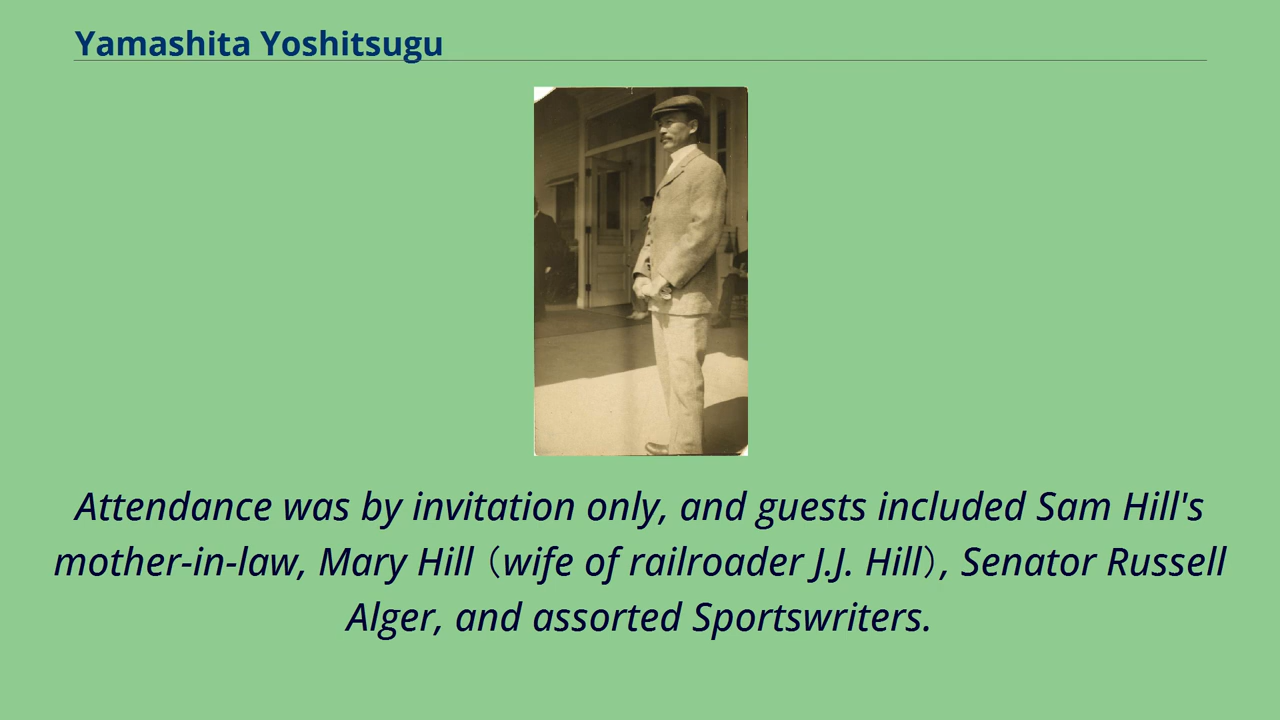 Yamashita Yoshitsugu
Attendance was by invitation only, and guests included Sam Hill's
mother-in-law, Mary Hill（wife of railroader J.J. Hill）, Senator Russell
Alger, and assorted Sportswriters.